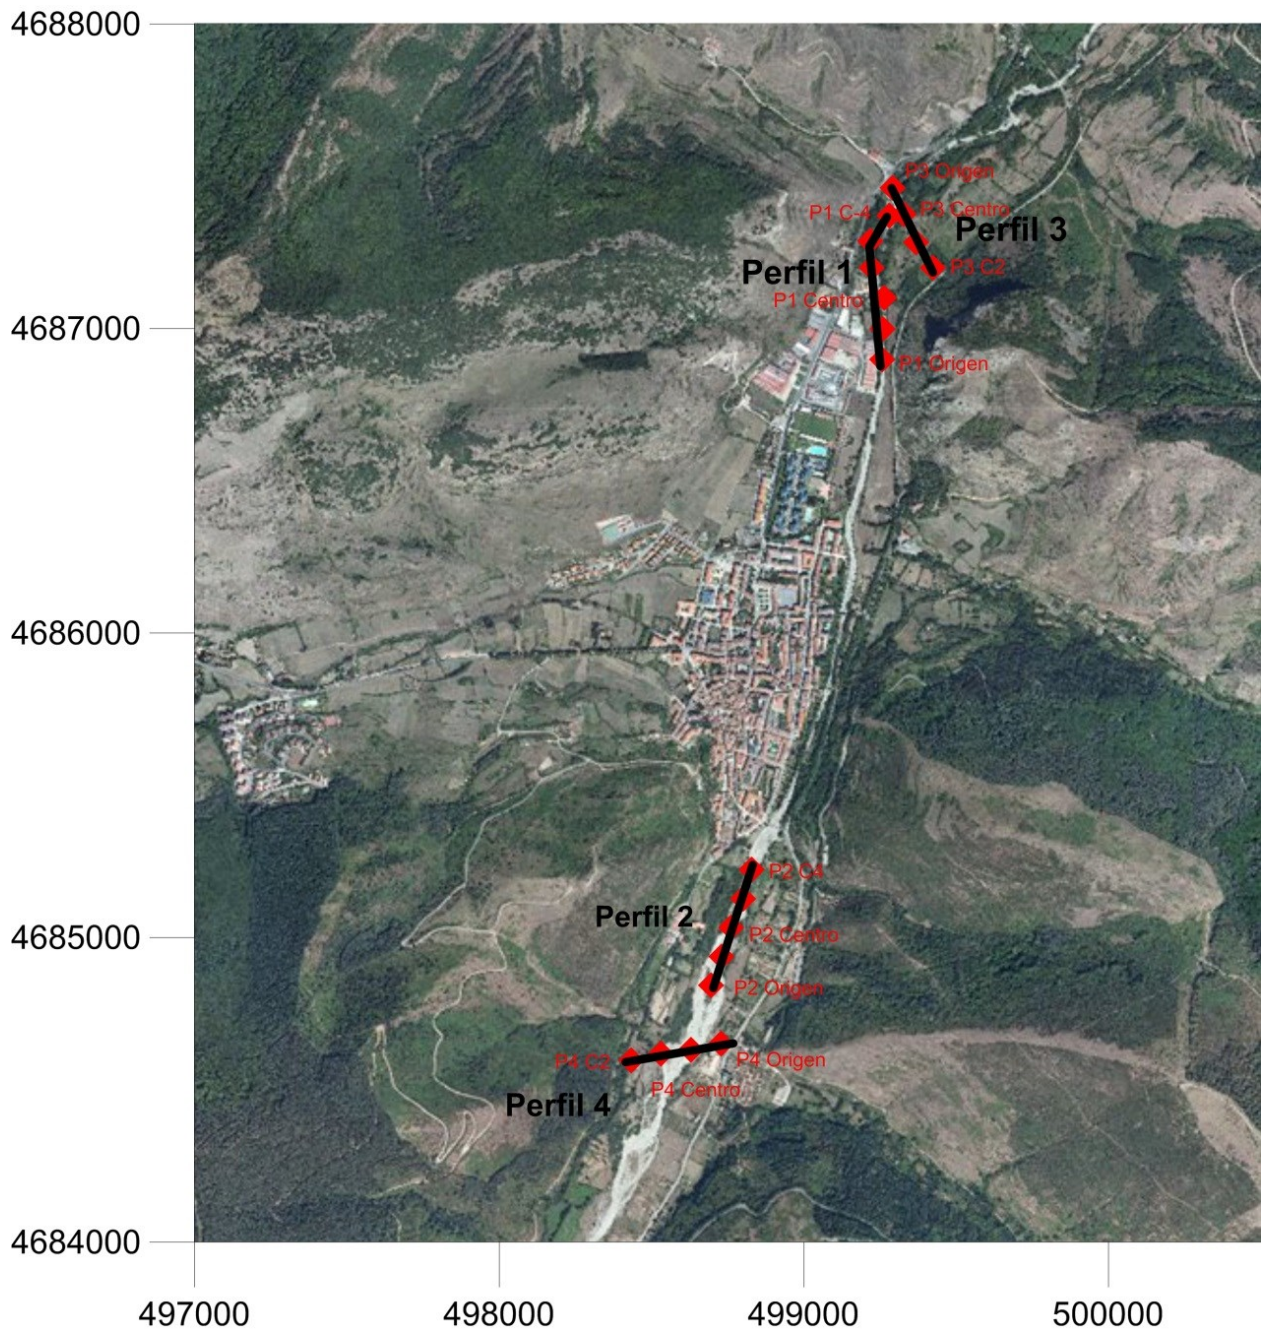 4688000
P3 Origen
P1 C-4
P3 Centro
Perfil 3
Perfil 1
P3 C2
P1 Centro
4687000
P1 Origen
4686000
P2 C4
Perfil 2
4685000
P2 Centro
P2 Origen
P4 C2
P4 Origen
P4 Centro
Perfil 4
4684000
497000
498000
499000
500000